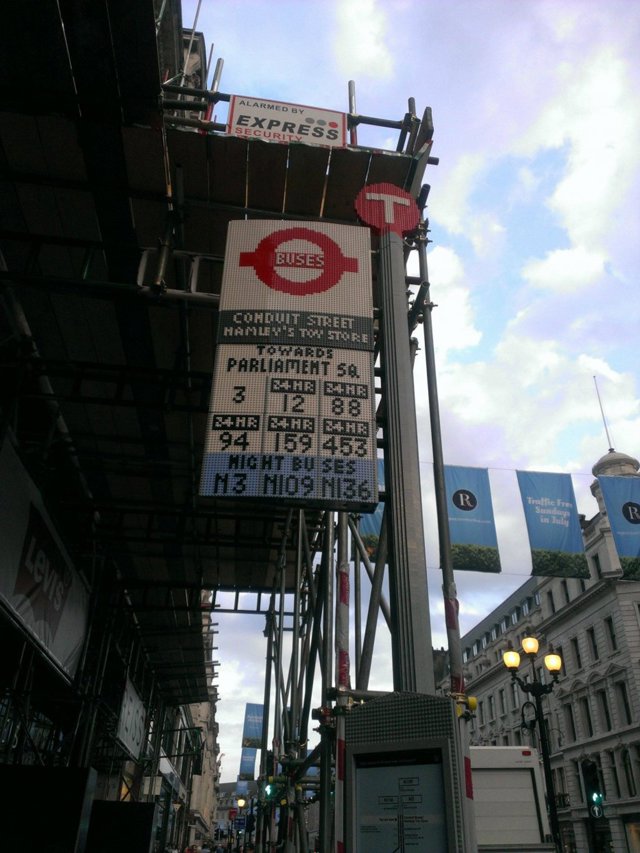 ALARMED BY
EXPRESS
SECURITY
T
BUSES
CONDUIT STREET
HAMLEY'S TOY STORE
TOWARDS
PARLIAMENT SQ.
24HR 24HR
3 12 88
24HR 24HR 24HR
94 159 453
NIGHT BUSES
N3 N109 N136
R
Traffic Free
Sundays
in July
R
Levi's